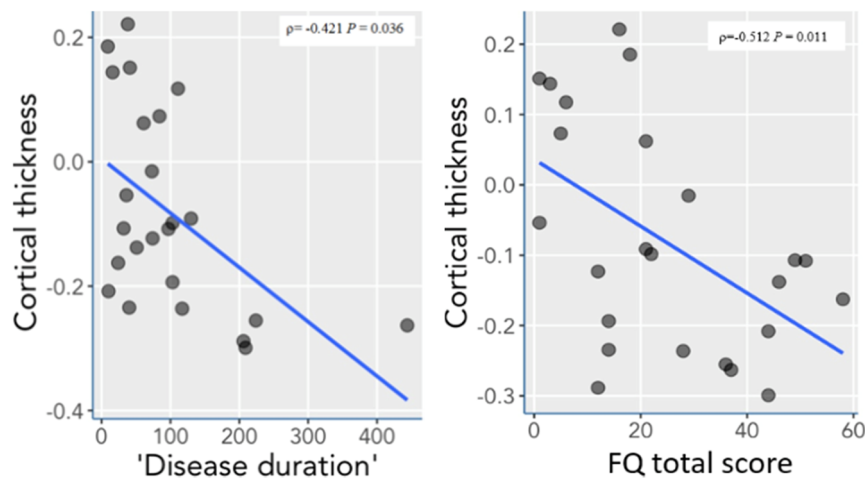 ρ= -0.421 P = 0.036
0.2
0.0
-0.2
-0.4
Cortical thickness
0 100 200 300 400
'Disease duration'
ρ=-0.512 P = 0.011
0.2
0.1
0.0
-0.1
-0.2
-0.3
Cortical thickness
0 20 40 60
FQ total score